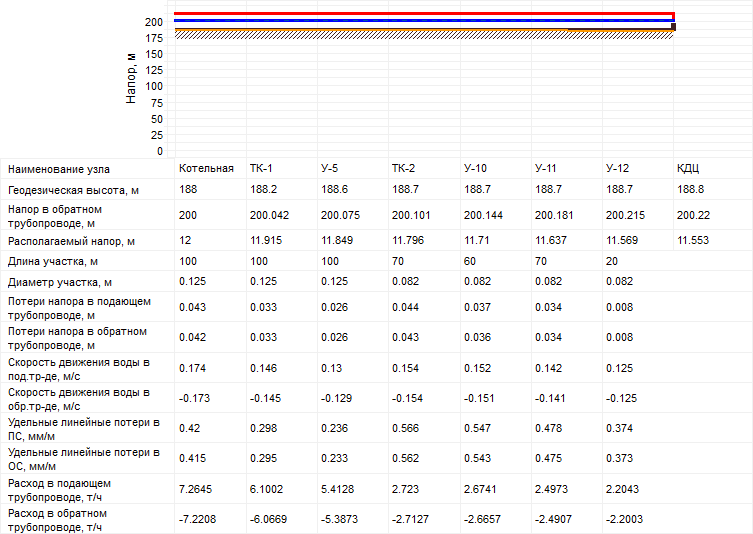 200
175
150
125
100
75
50
25
0
Напор, м
Наименование узла Котельная ТК-1 У-5 ТК-2 У-10 У-11 У-12 КДЦ
Геодезическая высота, м 188 188.2 188.6 188.7 188.7 188.7 188.7 188.8
Напор в обратном
трубопроводе, м 200 200.042 200.075 200.101 200.144 200.181 200.215 200.22
Располагаемый напор, м 12 11.915 11.849 11.796 11.71 11.637 11.569 11.553
Длина участка, м 100 100 100 70 60 70 20
Диаметр участка, м 0.125 0.125 0.125 0.082 0.082 0.082 0.082
Потери напора в подающем
трубопроводе, м 0.043 0.033 0.026 0.044 0.037 0.034 0.008
Потери напора в обратном
трубопроводе, м 0.042 0.033 0.026 0.043 0.036 0.034 0.008
Скорость движения воды в
под.тр-де, м/с 0.174 0.146 0.13 0.154 0.152 0.142 0.125
Скорость движения воды в
обр.тр-де, м/с -0.173 -0.145 -0.129 -0.154 -0.151 -0.141 -0.125
Удельные линейные потери в
ПС, мм/м 0.42 0.298 0.236 0.566 0.547 0.478 0.374
Удельные линейные потери в
ОС, мм/м 0.415 0.295 0.233 0.562 0.543 0.475 0.373
Расход в подающем
трубопроводе, т/ч 7.2645 6.1002 5.4128 2.723 2.6741 2.4973 2.2043
Расход в обратном
трубопроводе, т/ч -7.2208 -6.0669 -5.3873 -2.7127 -2.6657 -2.4907 -2.2003